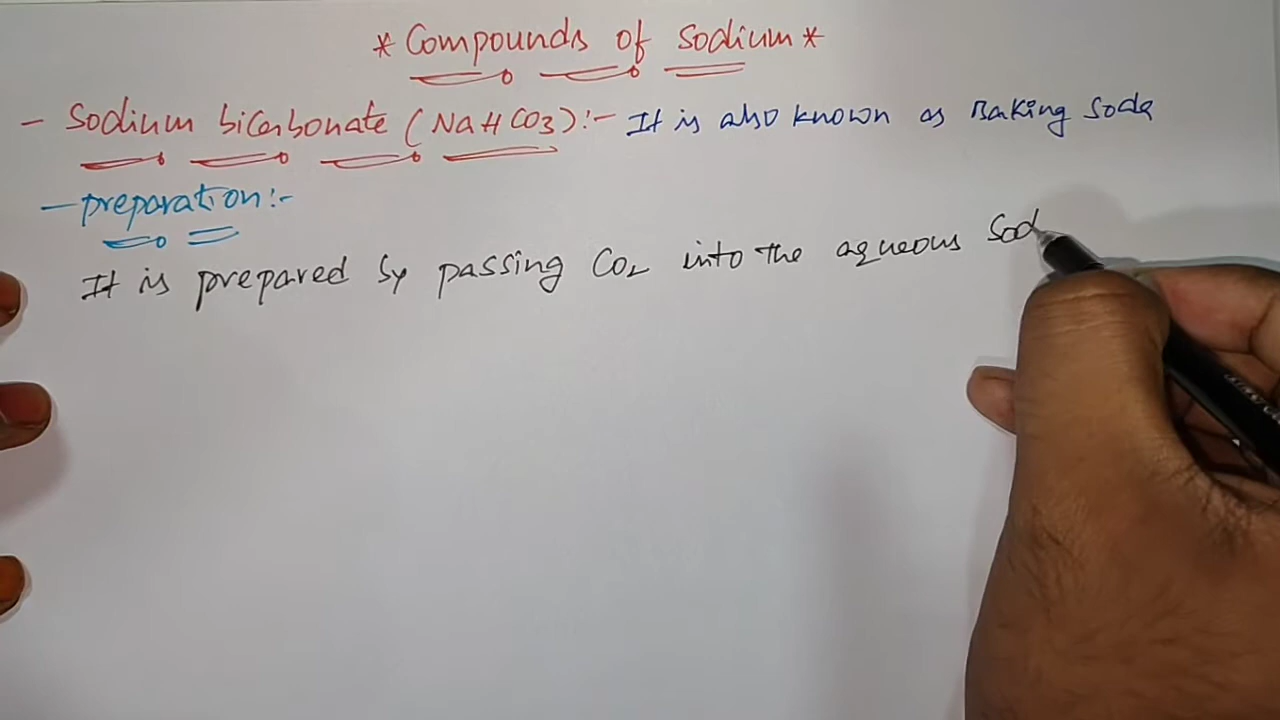 * Compounds of Sodium *
- Sodium bicarbonate (NaHCO3):- It is also known as Baking Soda
- preparation:-
It is prepared by passing CO2 into the aqueous Sod